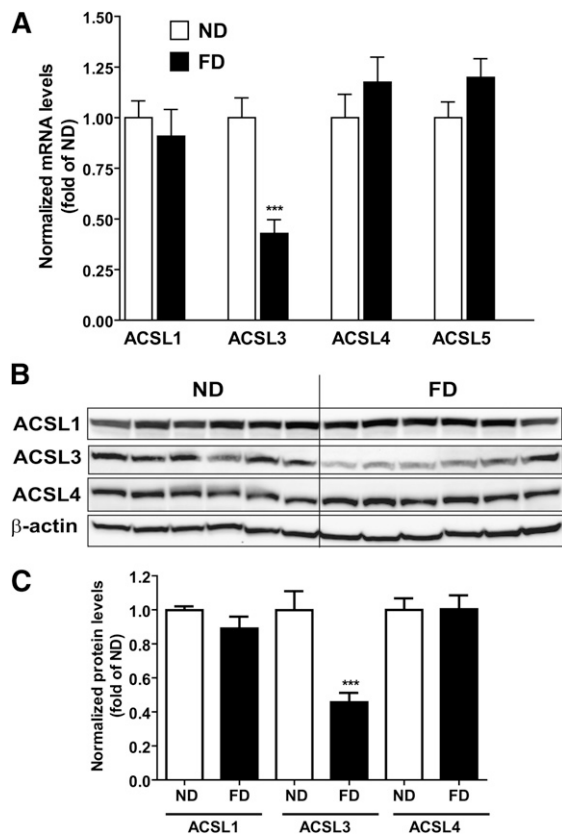 A
ND
FD
Normalized mRNA levels
(fold of ND)
1.25
1.00
0.75
0.50
0.25
0.00
***
ACSL1 ACSL3 ACSL4 ACSL5
B
ND FD
ACSL1
ACSL3
ACSL4
β-actin
C
Normalized protein levels
(fold of ND)
1.2
1.0
0.8
0.6
0.4
0.2
0.0
***
ND FD ND FD ND FD
ACSL1 ACSL3 ACSL4